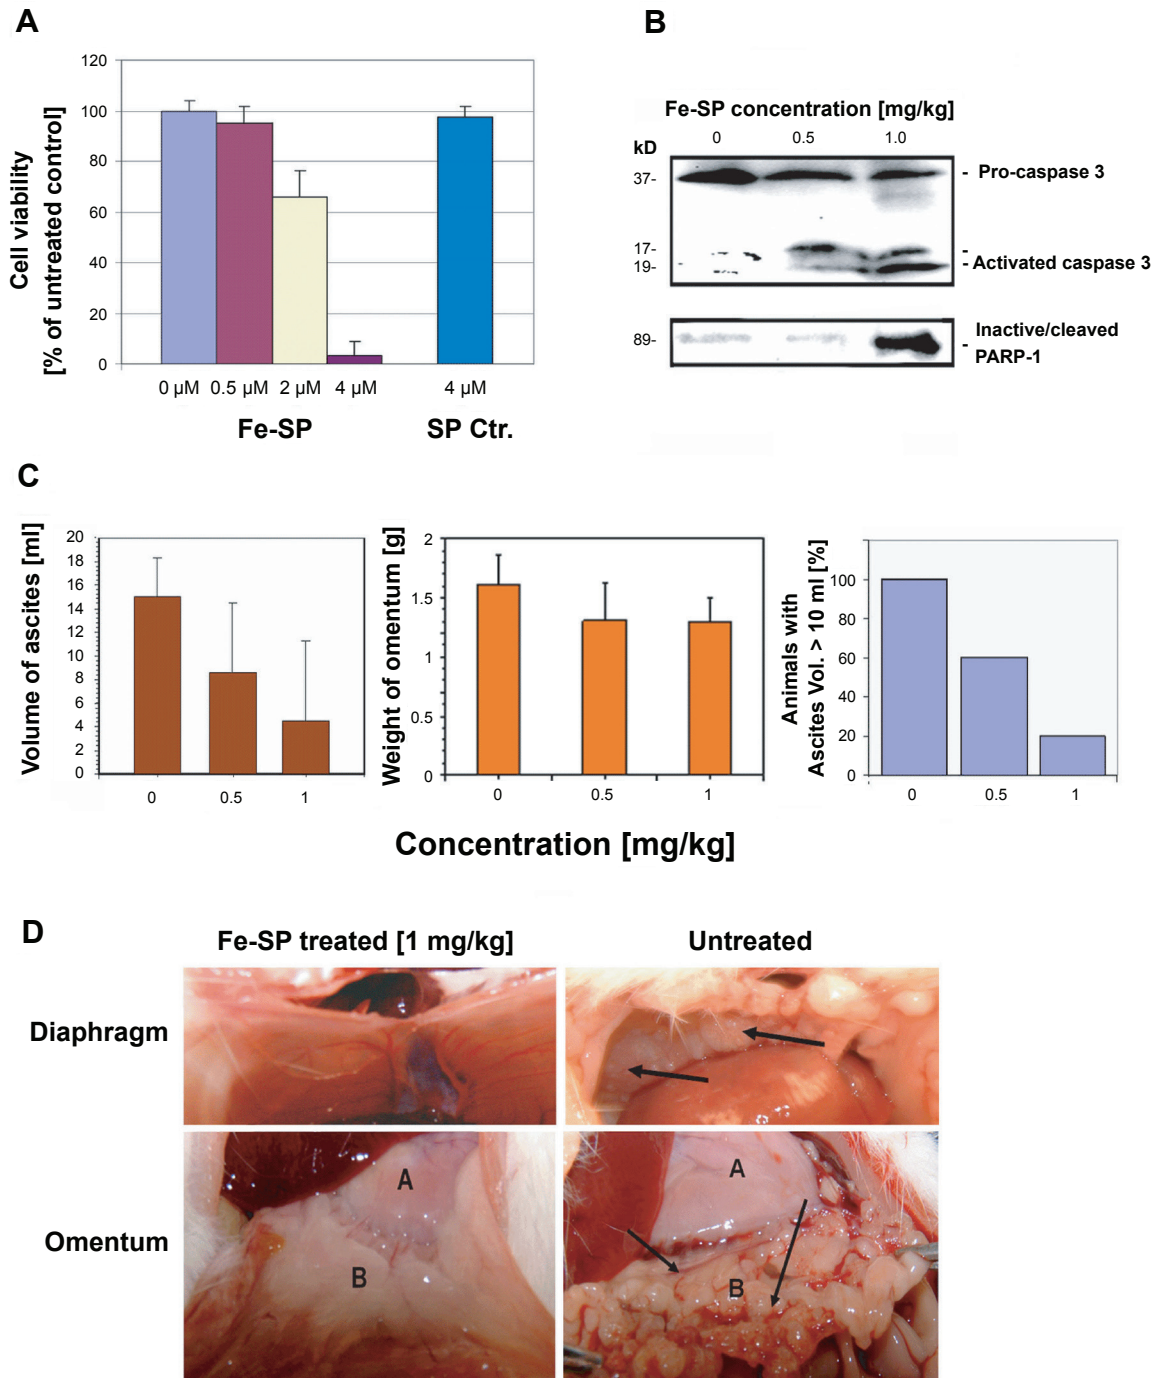 A
120
100
80
60
40
20
0
Cell viability
[% of untreated control]
0 µM 0.5 µM 2 µM 4 µM 4 µM
Fe-SP SP Ctr.
B
Fe-SP concentration [mg/kg]
0 0.5 1.0
kD
37- - Pro-caspase 3
17- -
19- - Activated caspase 3
89- - Inactive/cleaved
PARP-1
C
Volume of ascites [ml]
20
18
16
14
12
10
8
6
4
2
0
0 0.5 1
Weight of omentum [g]
2
1.5
1
0.5
0
0 0.5 1
Animals with
Ascites Vol. > 10 ml [%]
100
80
60
40
20
0
0 0.5 1
Concentration [mg/kg]
D
Fe-SP treated [1 mg/kg] Untreated
Diaphragm
Omentum
A
B
A
B